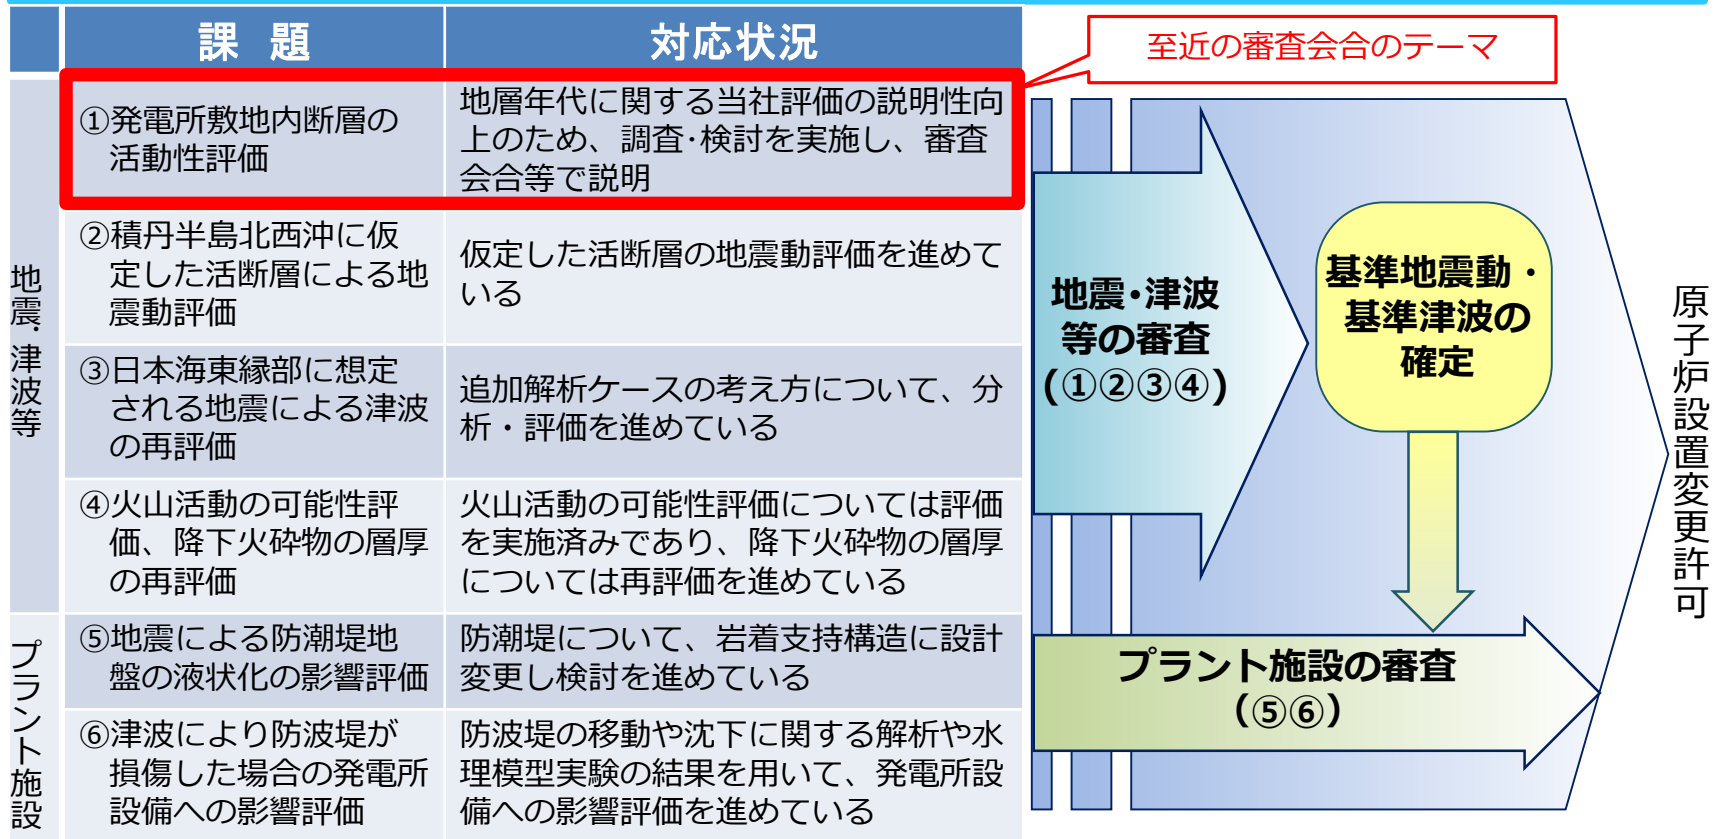 課 題
対応状況
至近の審査会合のテーマ
地震・津波等
①発電所敷地内断層の
活動性評価
地層年代に関する当社評価の説明性向
上のため、調査・検討を実施し、審査
会合等で説明
②積丹半島北西沖に仮
定した活断層による地
震動評価
仮定した活断層の地震動評価を進めて
いる
③日本海東縁部に想定
される地震による津波
の再評価
追加解析ケースの考え方について、分
析・評価を進めている
④火山活動の可能性評
価、降下火砕物の層厚
の再評価
火山活動の可能性評価については評価
を実施済みであり、降下火砕物の層厚
については再評価を進めている
プラント施設
⑤地震による防潮堤地
盤の液状化の影響評価
防潮堤について、岩着支持構造に設計
変更し検討を進めている
⑥津波により防波堤が
損傷した場合の発電所
設備への影響評価
防波堤の移動や沈下に関する解析や水
理模型実験の結果を用いて、発電所設
備への影響評価を進めている
地震・津波
等の審査
(①②③④)
基準地震動・
基準津波の
確定
プラント施設の審査
(⑤⑥)
原子炉設置変更許可